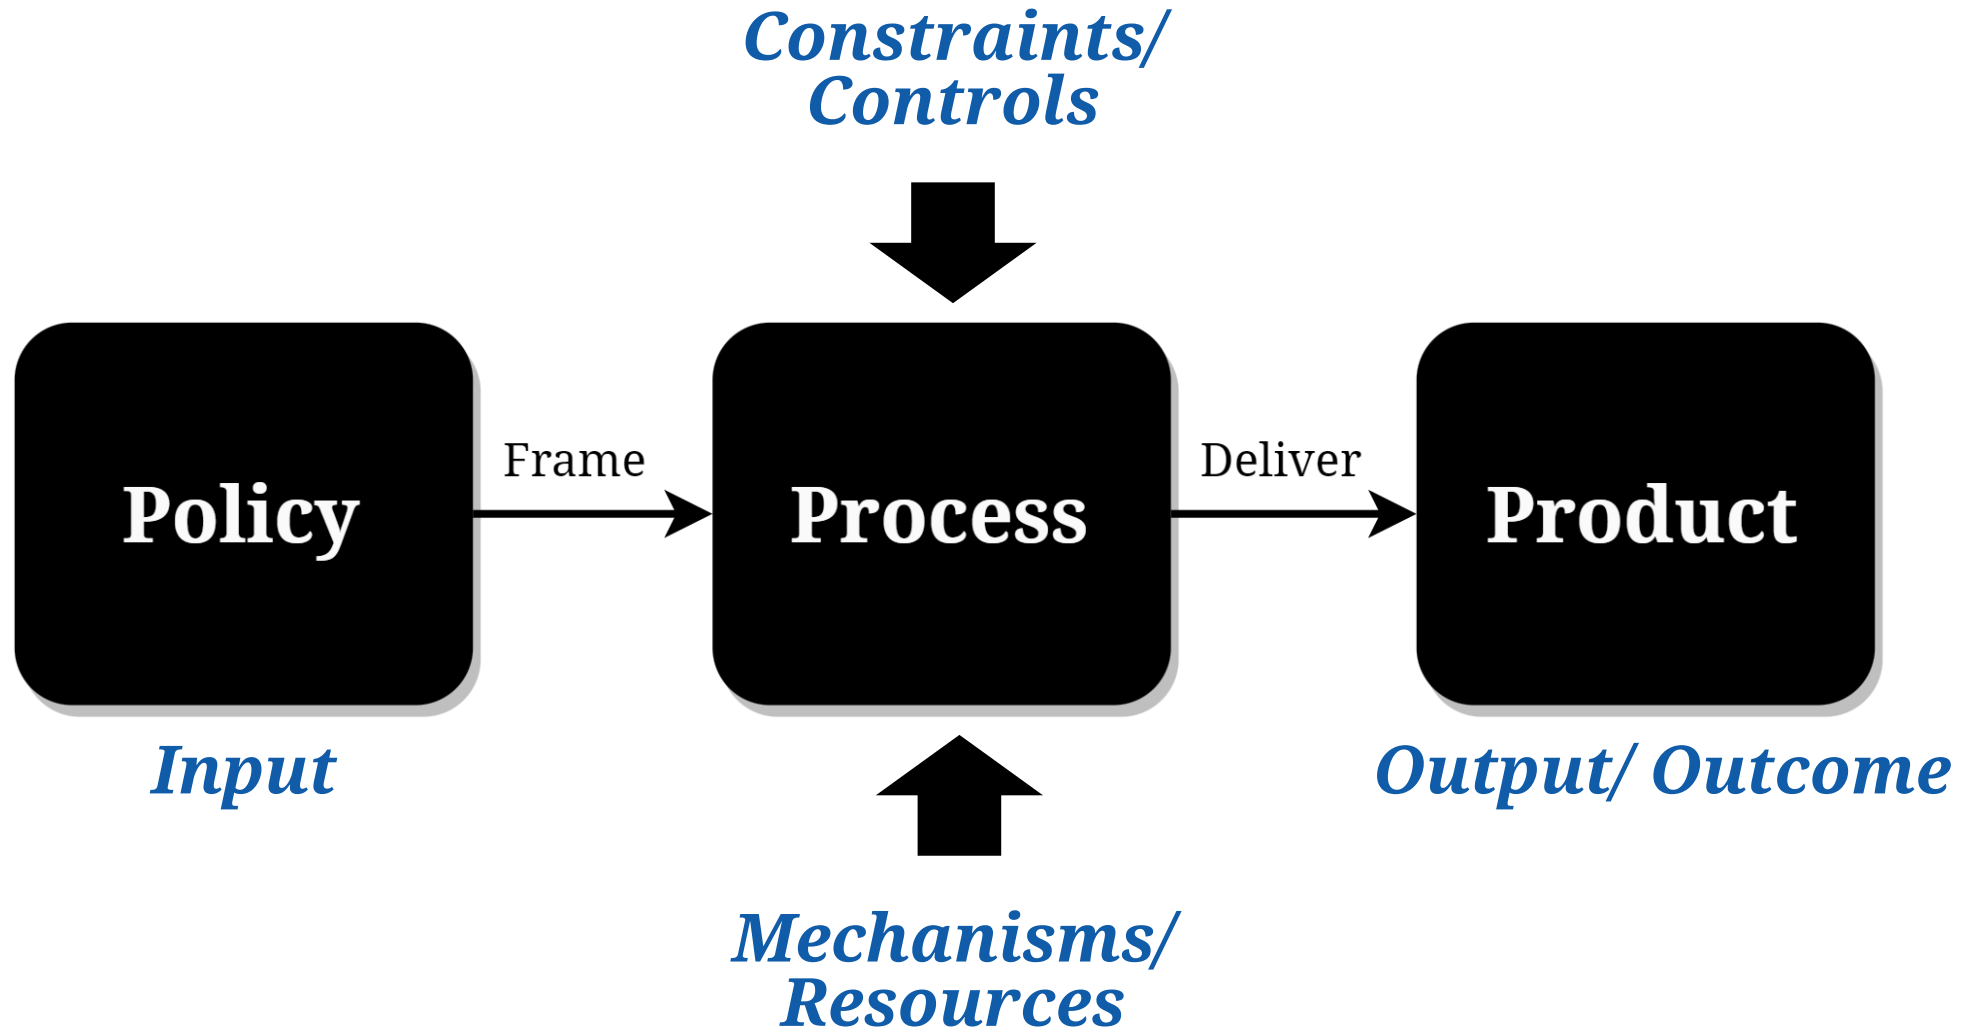 Constraints/
Controls
Policy
Frame
Process
Deliver
Product
Input
Output/ Outcome
Mechanisms/
Resources